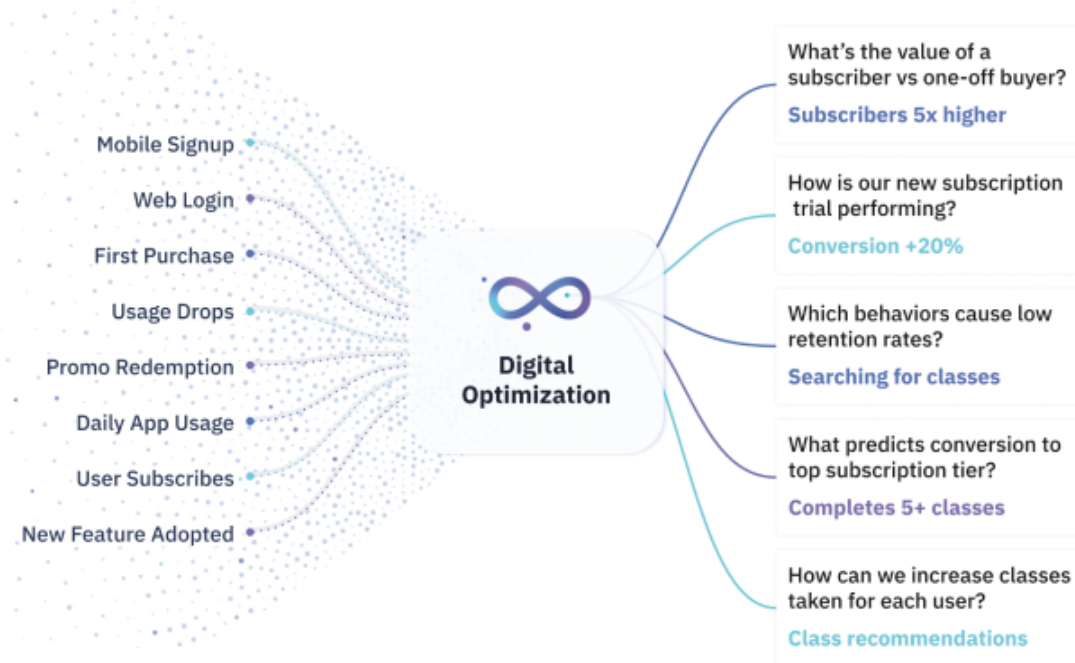 Mobile Signup
Web Login
First Purchase
Usage Drops
Promo Redemption
Daily App Usage
User Subscribes
New Feature Adopted
Digital
Optimization
What's the value of a
subscriber vs one-off buyer?
Subscribers 5x higher
How is our new subscription
trial performing?
Conversion +20%
Which behaviors cause low
retention rates?
Searching for classes
What predicts conversion to
top subscription tier?
Completes 5+ classes
How can we increase classes
taken for each user?
Class recommendations